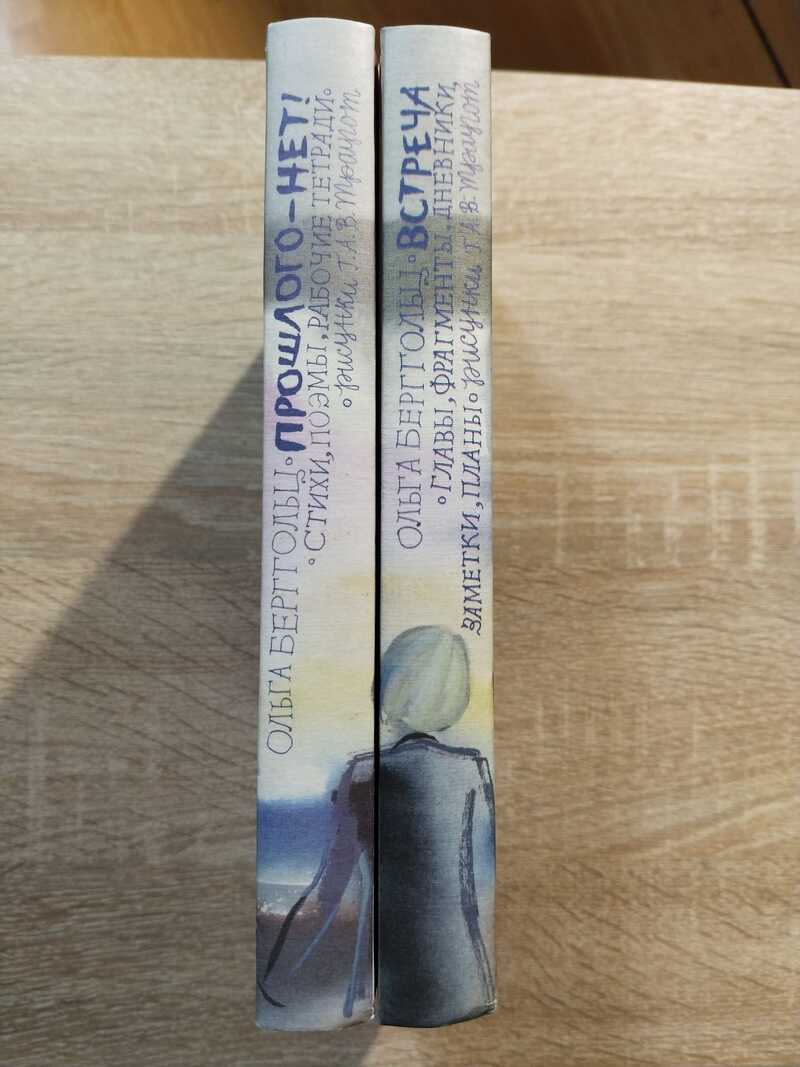 ОЛЬГА БЕРГГОЛЬЦ ◦ ПРОШЛОГО – НЕТ!
◦ СТИХИ, ПОЭМЫ, РАБОЧИЕ ТЕТРАДИ ◦
◦ рисунки Г.А.В. Траугот
ОЛЬГА БЕРГГОЛЬЦ ◦ ВСТРЕЧА
◦ ГЛАВЫ, ФРАГМЕНТЫ, ДНЕВНИКИ,
ЗАМЕТКИ, ПЛАНЫ ◦ рисунки Г.А.В. Траугот